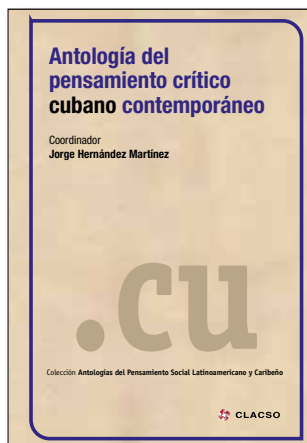 Antología del
pensamiento crítico
cubano contemporáneo
Coordinador
Jorge Hernández Martínez
.cu
Colección Antologías del Pensamiento Social Latinoamericano y Caribeño
CLACSO